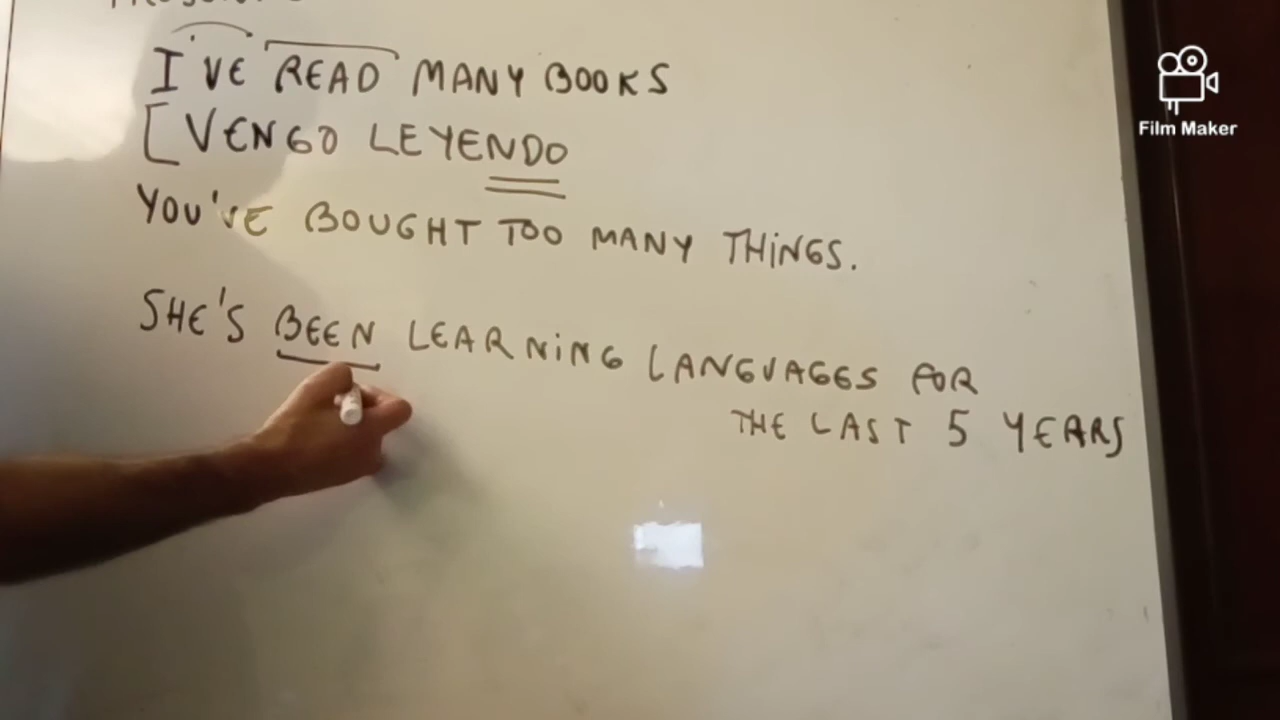 I'VE READ MANY BOOKS
[VENGO LEYENDO
YOU'VE BOUGHT TOO MANY THINGS.
SHE'S BEEN LEARNING LANGUAGES FOR
THE LAST 5 YEARS
Film Maker